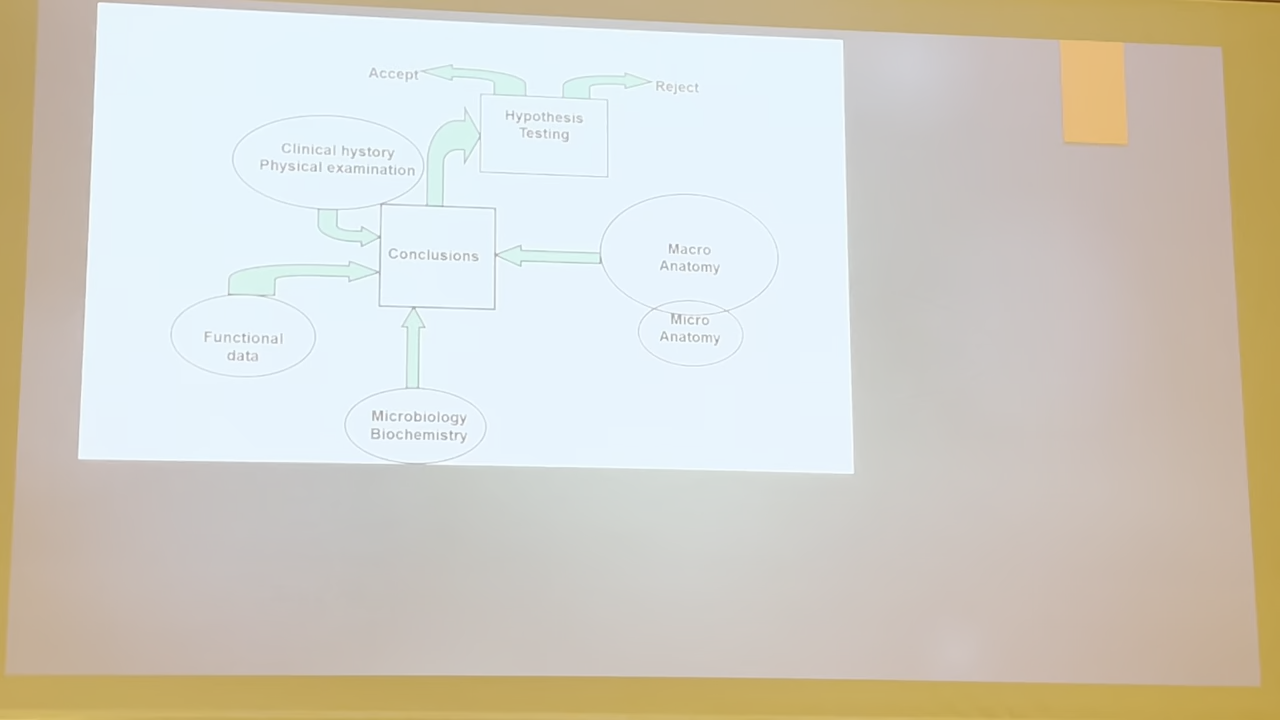 Accept
Reject
Hypothesis
Testing
Clinical hystory
Physical examination
Conclusions
Macro
Anatomy
Micro
Anatomy
Functional
data
Microbiology
Biochemistry